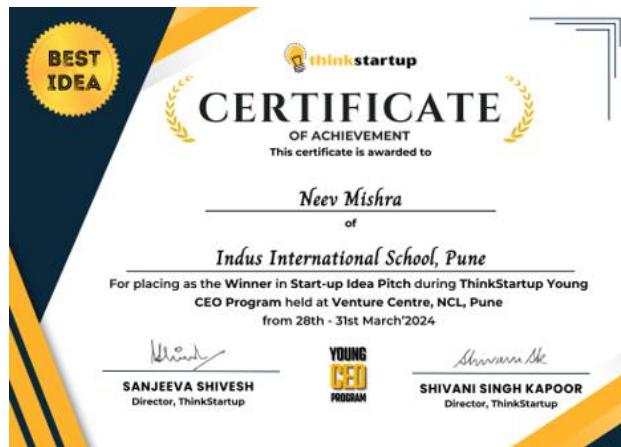 BEST
IDEA
thinkstartup
CERTIFICATE
OF ACHIEVEMENT
This certificate is awarded to
Neev Mishra
of
Indus International School, Pune
For placing as the Winner in Start-up Idea Pitch during ThinkStartup Young
CEO Program held at Venture Centre, NCL, Pune
from 28th - 31st March'2024
SANJEEVA SHIVESH
Director, ThinkStartup
YOUNG
CEO
PROGRAM
SHIVANI SINGH KAPOOR
Director, ThinkStartup